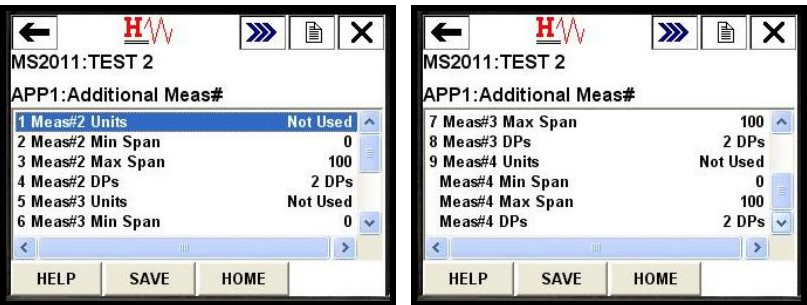 H
MS2011:TEST 2
APP1:Additional Meas#
1 Meas#2 Units Not Used
2 Meas#2 Min Span 0
3 Meas#2 Max Span 100
4 Meas#2 DPs 2 DPs
5 Meas#3 Units Not Used
6 Meas#3 Min Span 0
HELP SAVE HOME
H
MS2011:TEST 2
APP1:Additional Meas#
7 Meas#3 Max Span 100
8 Meas#3 DPs 2 DPs
9 Meas#4 Units Not Used
Meas#4 Min Span 0
Meas#4 Max Span 100
Meas#4 DPs 2 DPs
HELP SAVE HOME